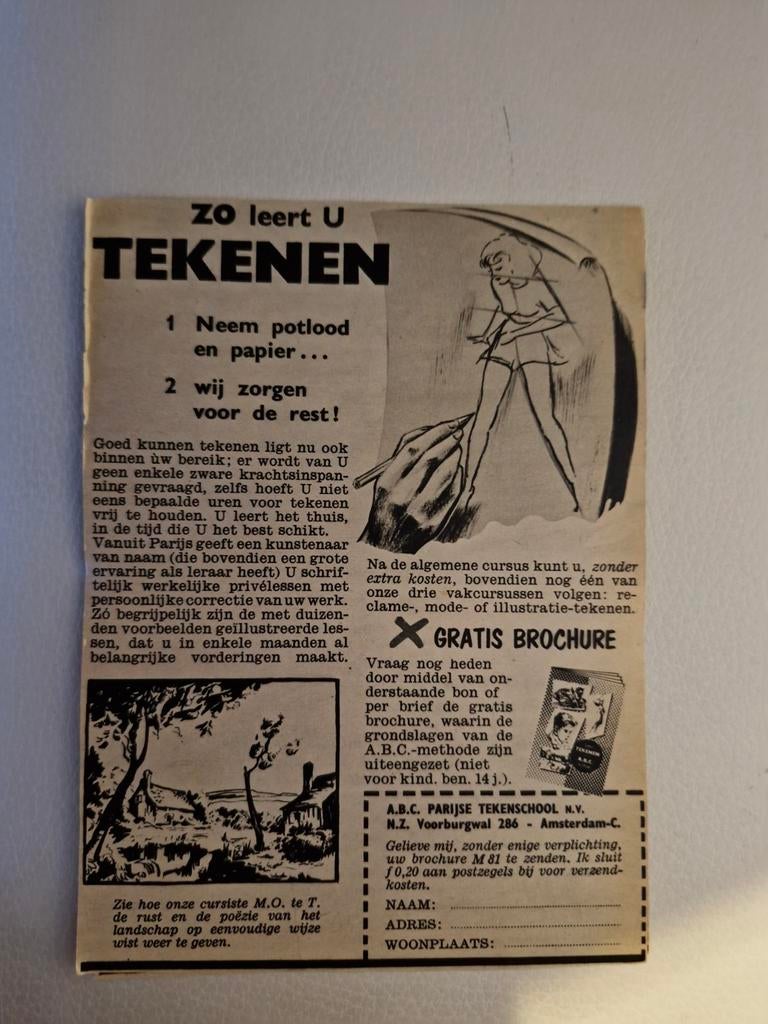 ZO leert U
TEKENEN
1 Neem potlood
en papier...
2 wij zorgen
voor de rest!
Goed kunnen tekenen ligt nu ook
binnen ùw bereik; er wordt van U
geen enkele zware krachtsinspan-
ning gevraagd, zelfs hoeft U niet
eens bepaalde uren voor tekenen
vrij te houden. U leert het thuis,
in de tijd die U het best schikt.
Vanuit Parijs geeft een kunstenaar
van naam (die bovendien een grote
ervaring als leraar heeft) U schrif-
telijk werkelijke privélessen met
persoonlijke correctie van uw werk.
Zó begrijpelijk zijn de met duizen-
den voorbeelden geïllustreerde les-
sen, dat u in enkele maanden al
belangrijke vorderingen maakt.
Zie hoe onze cursiste M.O. te T.
de rust en de poëzie van het
landschap op eenvoudige wijze
wist weer te geven.
Na de algemene cursus kunt u, zonder
extra kosten, bovendien nog één van
onze drie vakcursussen volgen: re-
clame-, mode- of illustratie-tekenen.
X GRATIS BROCHURE
Vraag nog heden
door middel van on-
derstaande bon of
per brief de gratis
brochure, waarin de
grondslagen van de
A.B.C.-methode zijn
uiteengezet (niet
voor kind. ben. 14 j.).
TEKENEN
A.B.C.
A.B.C. PARIJSE TEKENSCHOOL N.V.
N.Z. Voorburgwal 286 - Amsterdam-C.
Gelieve mij, zonder enige verplichting,
uw brochure M 81 te zenden. Ik sluit
f 0,20 aan postzegels bij voor verzend-
kosten.
NAAM:
ADRES:
WOONPLAATS: